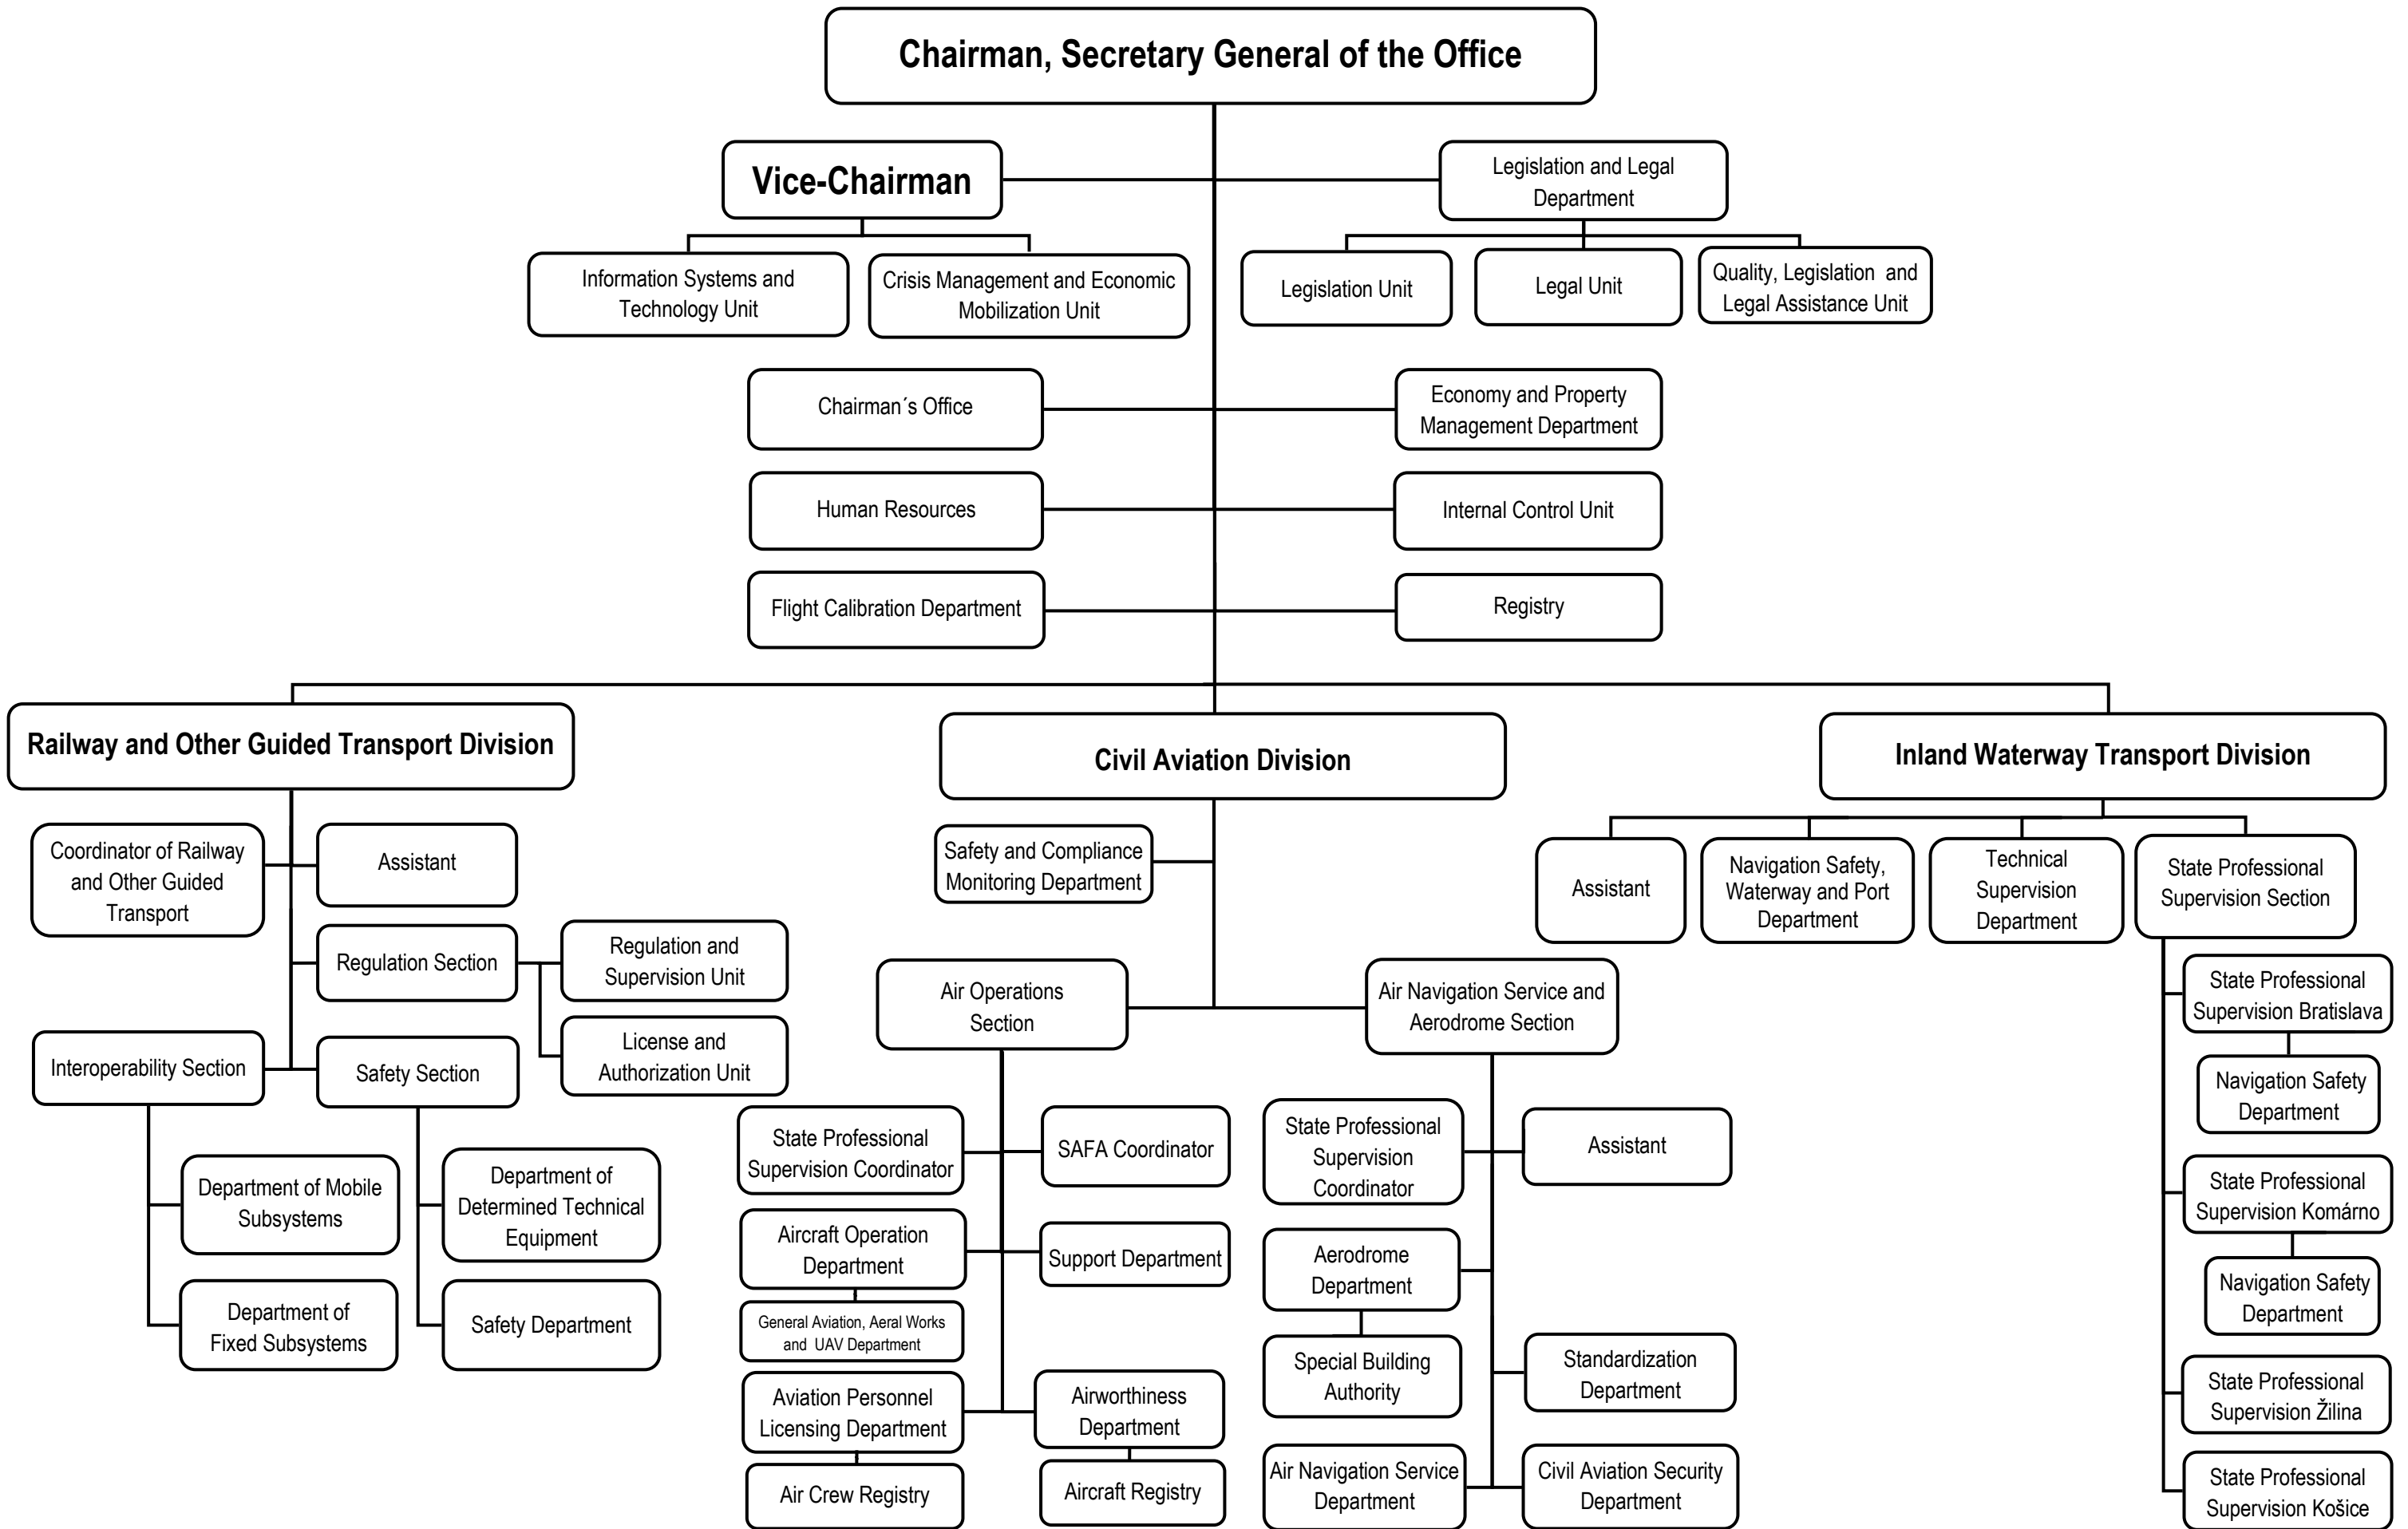 Chairman, Secretary General of the Office
Vice-Chairman
Legislation and Legal
Department
Information Systems and
Technology Unit
Crisis Management and Economic
Mobilization Unit
Legislation Unit
Legal Unit
Quality, Legislation and
Legal Assistance Unit
Chairman´s Office
Economy and Property
Management Department
Human Resources
Internal Control Unit
Flight Calibration Department
Registry
Railway and Other Guided Transport Division
Civil Aviation Division
Inland Waterway Transport Division
Coordinator of Railway
and Other Guided
Transport
Assistant
Regulation Section
Regulation and
Supervision Unit
License and
Authorization Unit
Interoperability Section
Safety Section
Department of Mobile
Subsystems
Department of
Fixed Subsystems
Department of
Determined Technical
Equipment
Safety Department
Safety and Compliance
Monitoring Department
Air Operations
Section
Air Navigation Service and
Aerodrome Section
State Professional
Supervision Coordinator
SAFA Coordinator
Aircraft Operation
Department
Support Department
General Aviation, Aeral Works
and UAV Department
Aviation Personnel
Licensing Department
Airworthiness
Department
Air Crew Registry
Aircraft Registry
State Professional
Supervision
Coordinator
Assistant
Aerodrome
Department
Special Building
Authority
Standardization
Department
Air Navigation Service
Department
Civil Aviation Security
Department
Assistant
Navigation Safety,
Waterway and Port
Department
Technical
Supervision
Department
State Professional
Supervision Section
State Professional
Supervision Bratislava
Navigation Safety
Department
State Professional
Supervision Komárno
Navigation Safety
Department
State Professional
Supervision Žilina
State Professional
Supervision Košice